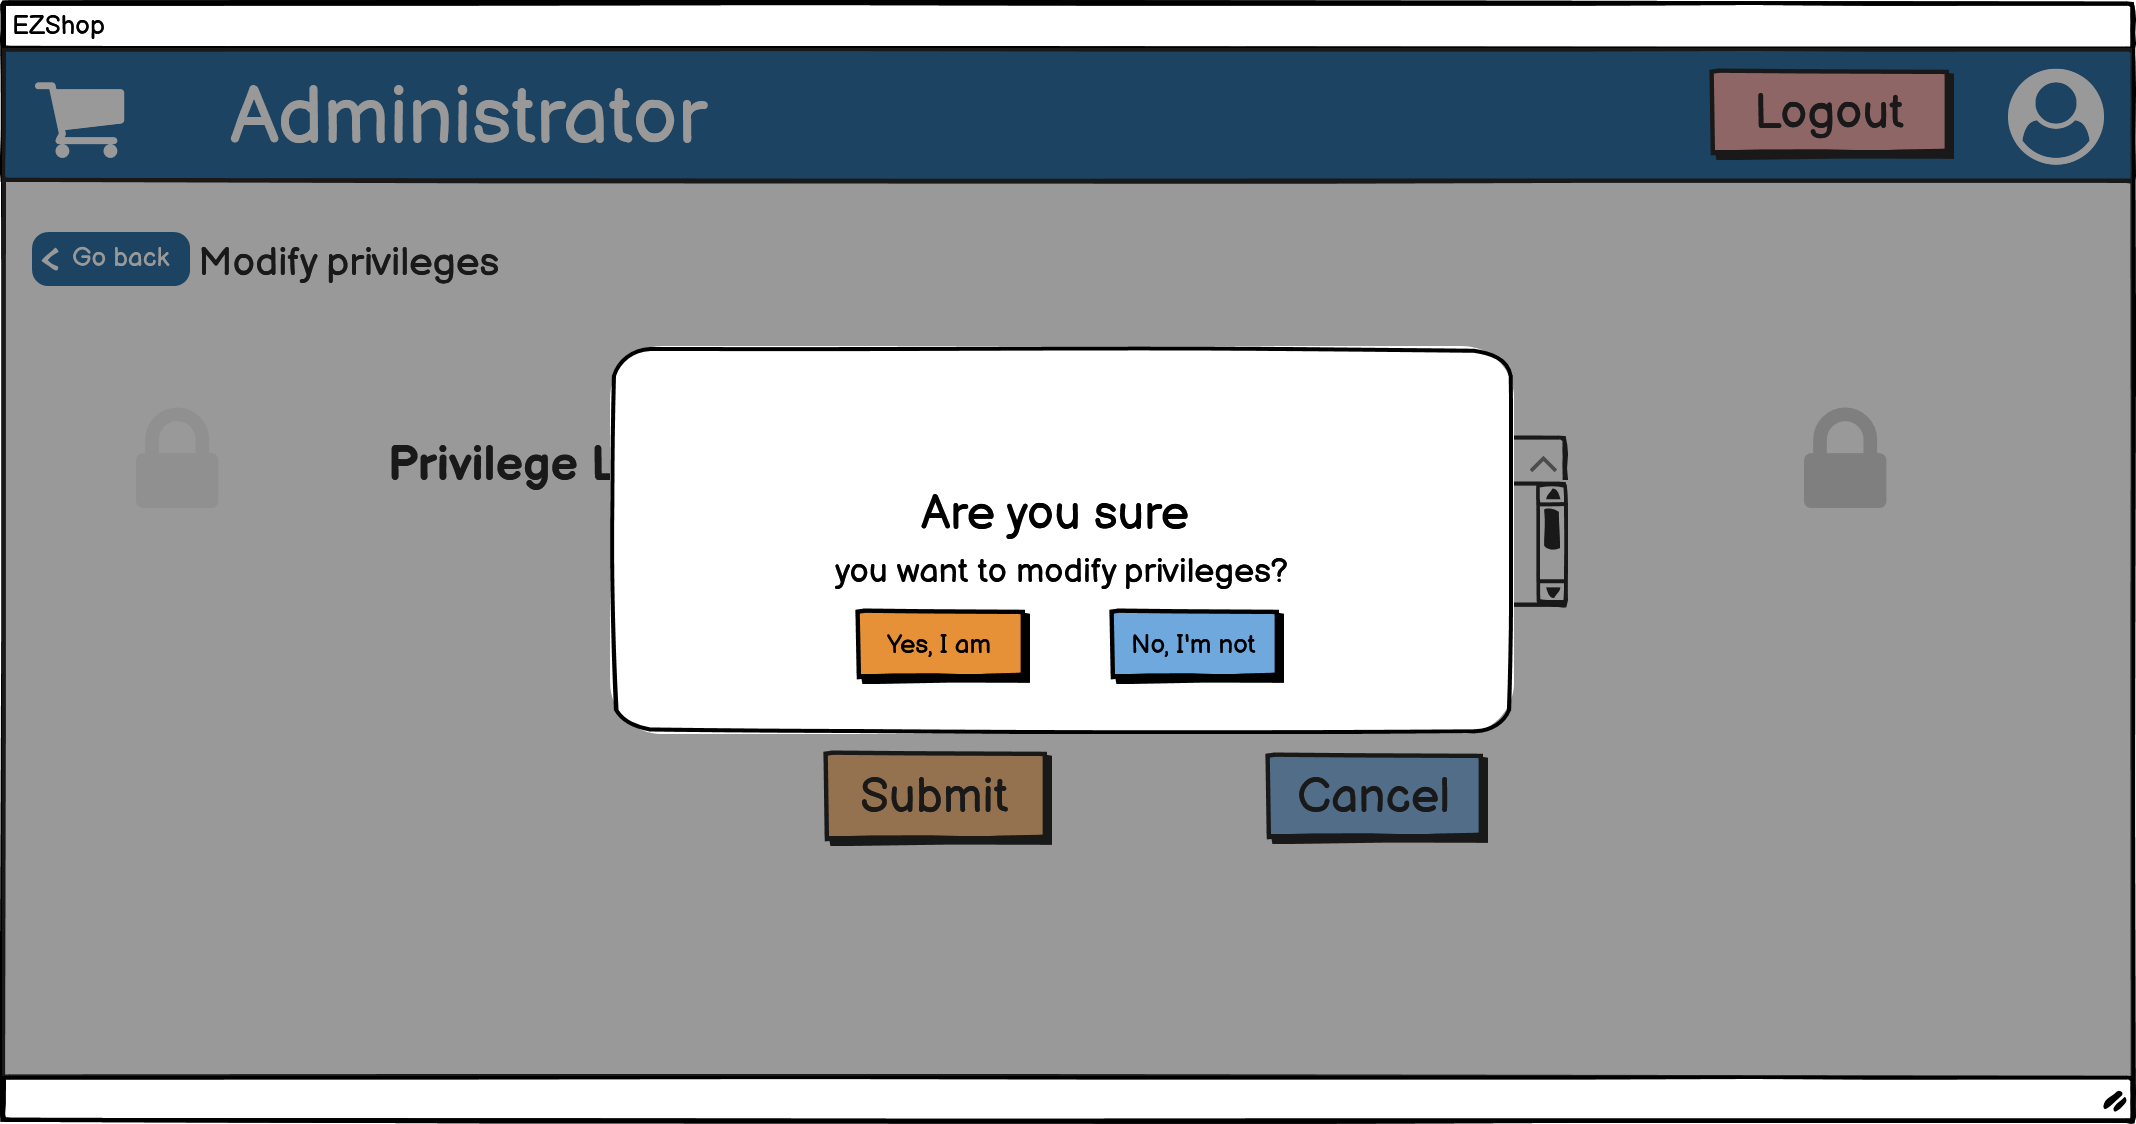 EZShop
Administrator
Logout
Go back
Modify privileges
Privilege L
Are you sure
you want to modify privileges?
Yes, I am
No, I'm not
Submit
Cancel